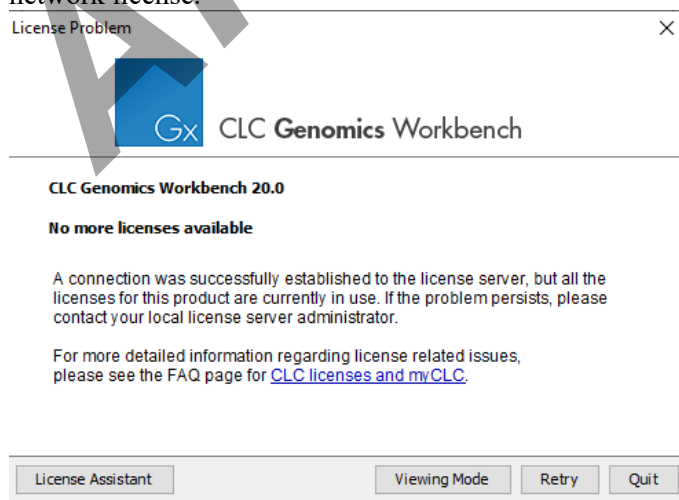 network license.
License Problem
Gx CLC Genomics Workbench
CLC Genomics Workbench 20.0
No more licenses available
A connection was successfully established to the license server, but all the
licenses for this product are currently in use. If the problem persists, please
contact your local license server administrator.
For more detailed information regarding license related issues,
please see the FAQ page for CLC licenses and myCLC.
License Assistant Viewing Mode Retry Quit